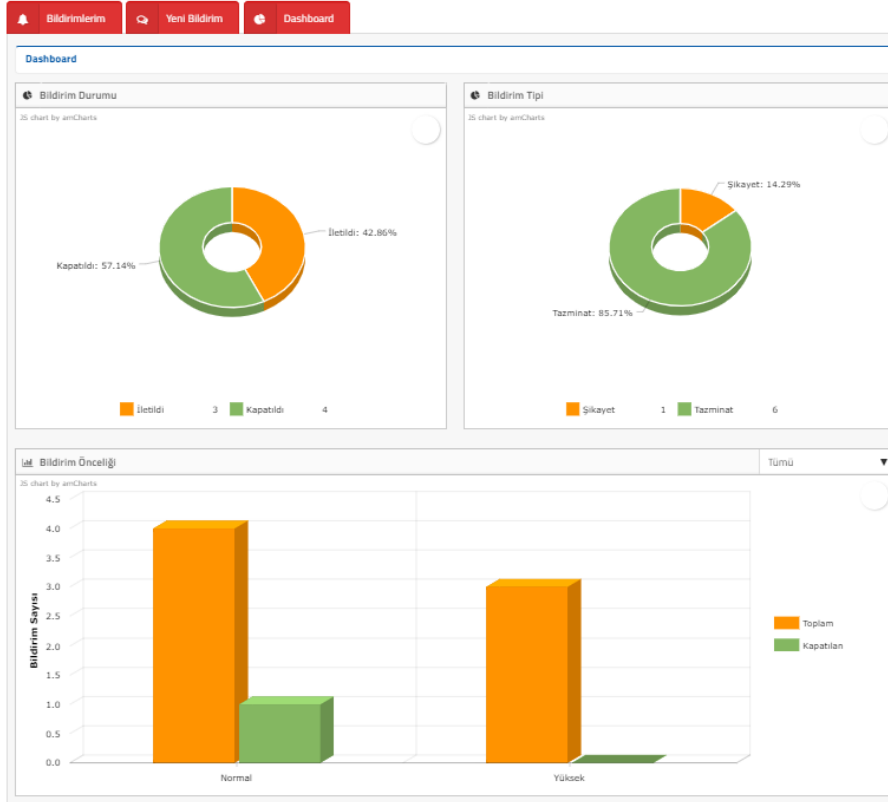 Bildirimlerim Yeni Bildirim Dashboard
Dashboard
Bildirim Durumu
JS chart by amCharts
İletildi: 42.86%
Kapatıldı: 57.14%
İletildi 3 Kapatıldı 4
Bildirim Tipi
JS chart by amCharts
Şikayet: 14.29%
Tazminat: 85.71%
Şikayet 1 Tazminat 6
Bildirim Önceliği
Tümü
JS chart by amCharts
Bildirim Sayısı
4.5
4.0
3.5
3.0
2.5
2.0
1.5
1.0
0.5
0.0
Normal Yüksek
Toplam
Kapatılan